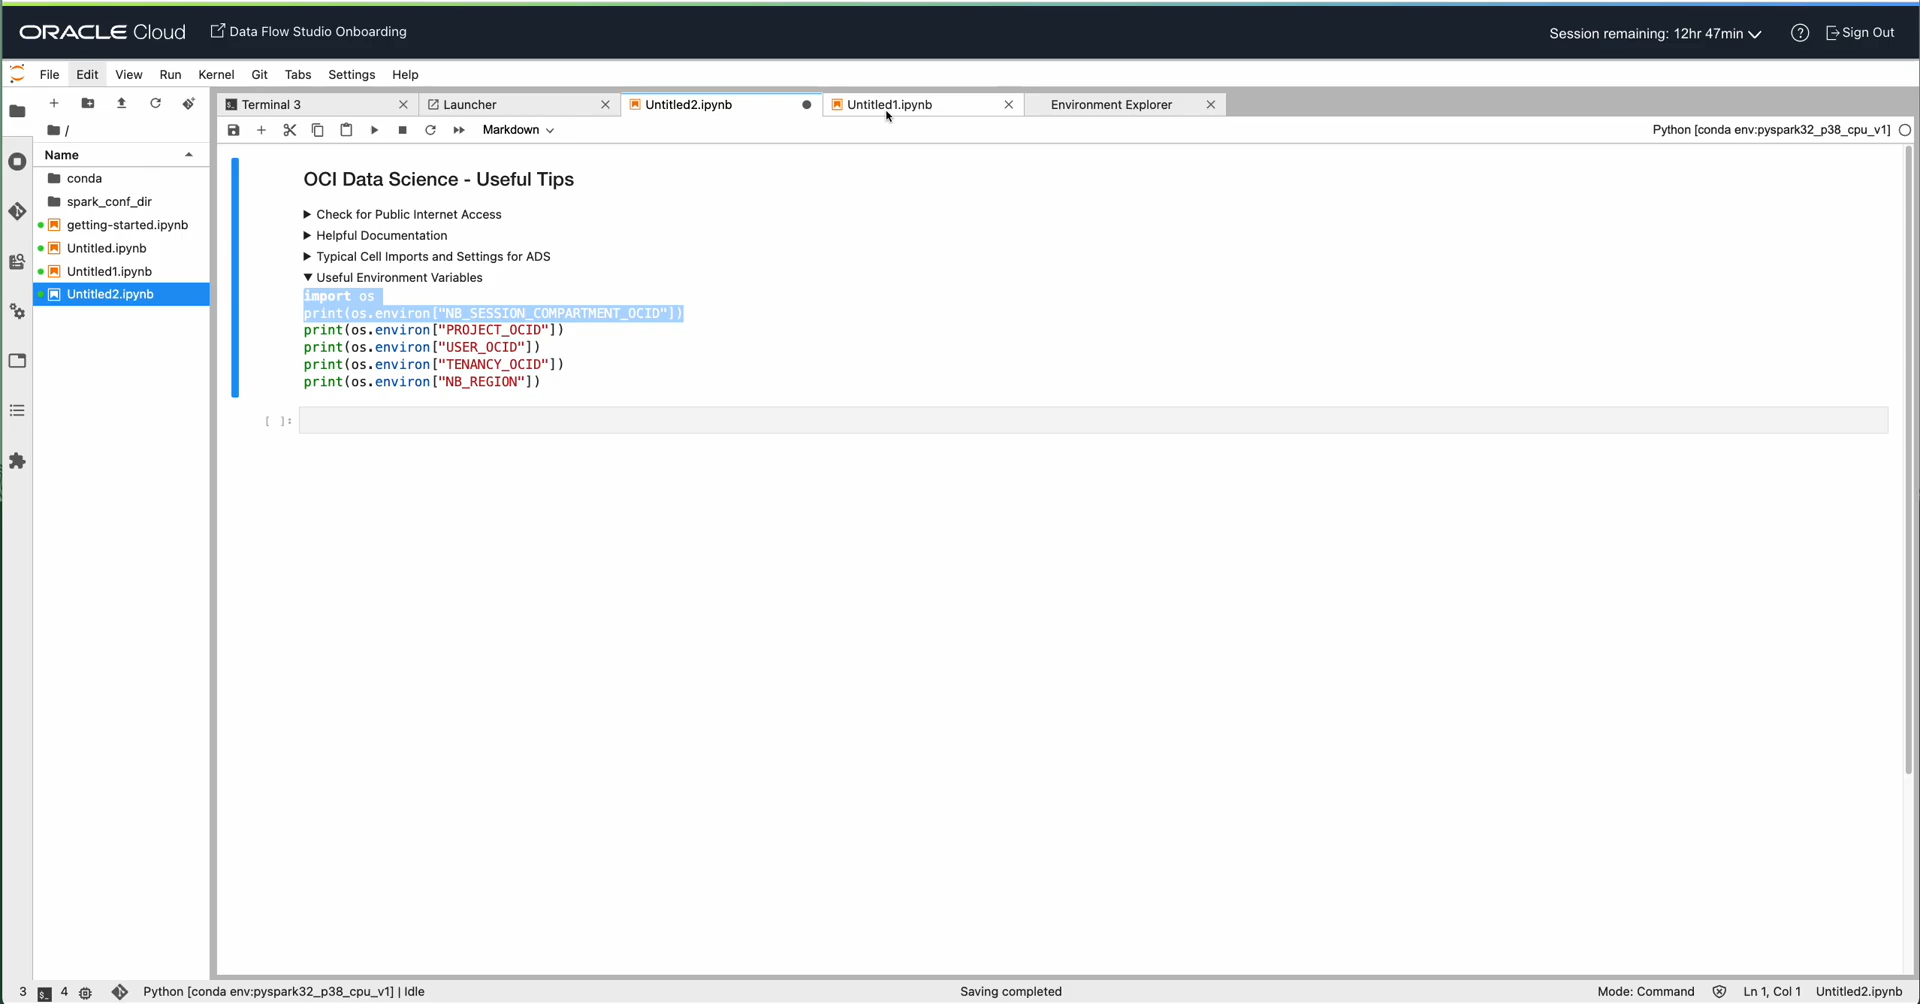 ORACLE Cloud
Data Flow Studio Onboarding
Session remaining: 12hr 47min
Sign Out
File Edit View Run Kernel Git Tabs Settings Help
Terminal 3
Launcher
Untitled2.ipynb
Untitled1.ipynb
Environment Explorer
/
Markdown
Python [conda env:pyspark32_p38_cpu_v1]
Name
conda
spark_conf_dir
getting-started.ipynb
Untitled.ipynb
Untitled1.ipynb
Untitled2.ipynb
OCI Data Science - Useful Tips
Check for Public Internet Access
Helpful Documentation
Typical Cell Imports and Settings for ADS
Useful Environment Variables
import os
print(os.environ["NB_SESSION_COMPARTMENT_OCID"])
print(os.environ["PROJECT_OCID"])
print(os.environ["USER_OCID"])
print(os.environ["TENANCY_OCID"])
print(os.environ["NB_REGION"])
[ ]:
3 4 Python [conda env:pyspark32_p38_cpu_v1] | Idle
Saving completed
Mode: Command
Ln 1, Col 1
Untitled2.ipynb